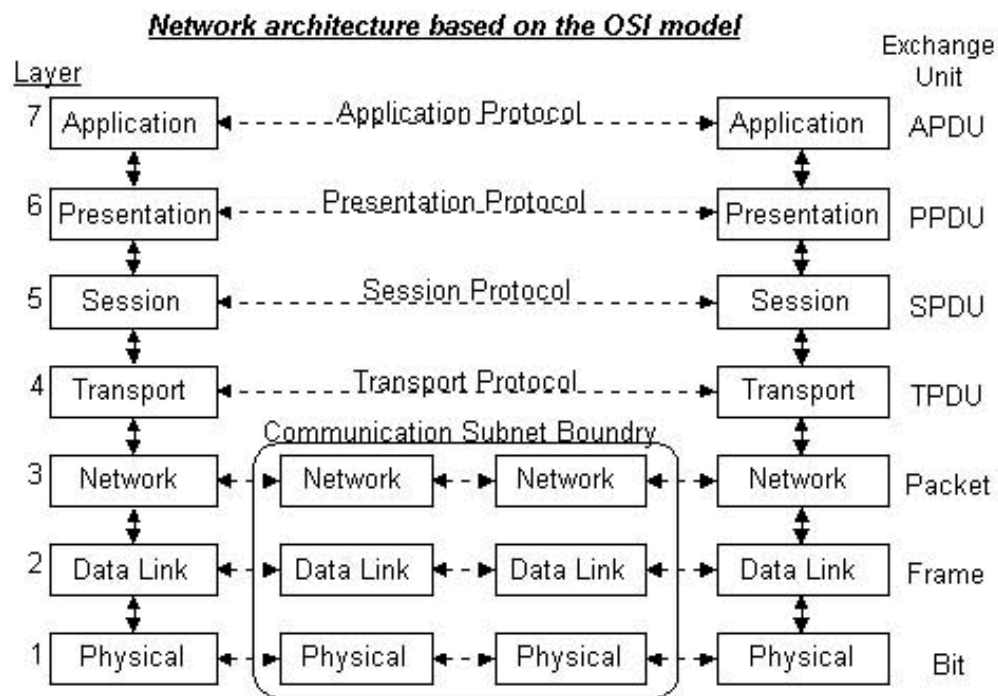 Network architecture based on the OSI model
Exchange
Unit
Layer
7 Application Application Protocol Application APDU
6 Presentation Presentation Protocol Presentation PPDU
5 Session Session Protocol Session SPDU
4 Transport Transport Protocol Transport TPDU
Communication Subnet Boundry
3 Network Network Network Network Packet
2 Data Link Data Link Data Link Data Link Frame
1 Physical Physical Physical Physical Bit